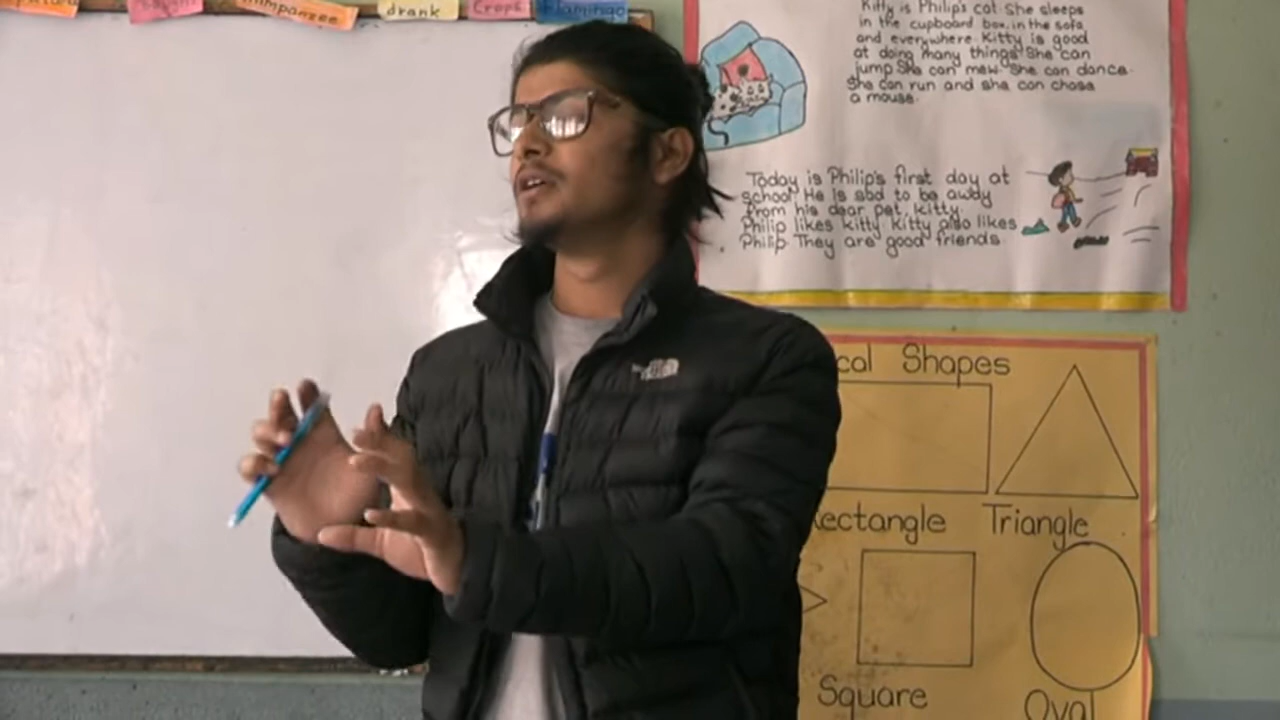 drank
Crops
flamingo
Kitty is Philip's cat. She sleeps
in the cupboard box, in the sofa
and everywhere. Kitty is good
at doing many things. She can
jump. She can mew. She can dance.
She can run and she can chase
a mouse.
Today is Philip's first day at
school. He is sad to be away
from his dear pet, kitty.
Philip likes kitty. kitty also likes
Philip. They are good friends.
cal Shapes
Rectangle Triangle
Square Oval